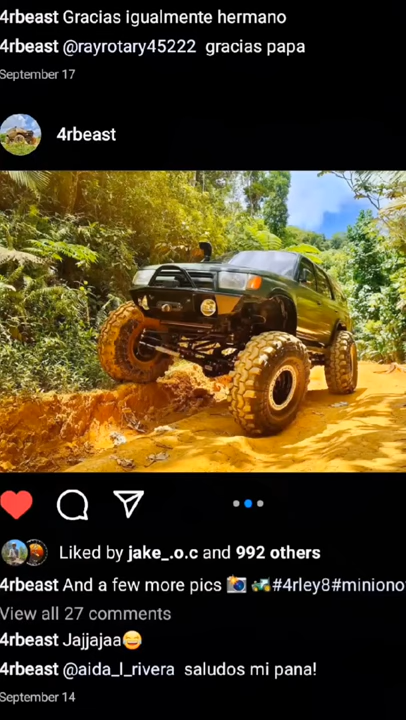 4rbeast Gracias igualmente hermano
4rbeast @rayrotary45222 gracias papa
September 17
4rbeast
Liked by jake_.o.c and 992 others
4rbeast And a few more pics 📸 🚜#4rley8#miniono
View all 27 comments
4rbeast Jajjajaa😂
4rbeast @aida_l_rivera saludos mi pana!
September 14